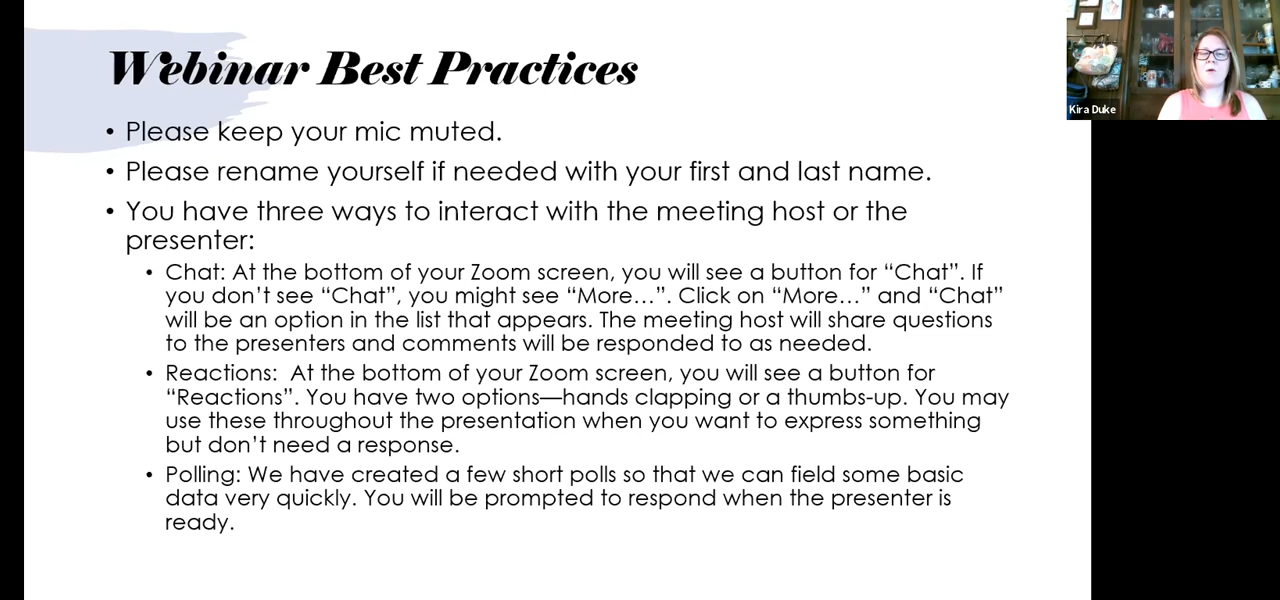 Webinar Best Practices
• Please keep your mic muted.
• Please rename yourself if needed with your first and last name.
• You have three ways to interact with the meeting host or the
presenter:
• Chat: At the bottom of your Zoom screen, you will see a button for “Chat”. If
you don’t see “Chat”, you might see “More…”. Click on “More…” and “Chat”
will be an option in the list that appears. The meeting host will share questions
to the presenters and comments will be responded to as needed.
• Reactions:  At the bottom of your Zoom screen, you will see a button for
“Reactions”. You have two options—hands clapping or a thumbs-up. You may
use these throughout the presentation when you want to express something
but don’t need a response.
• Polling: We have created a few short polls so that we can field some basic
data very quickly. You will be prompted to respond when the presenter is
ready.
Kira Duke